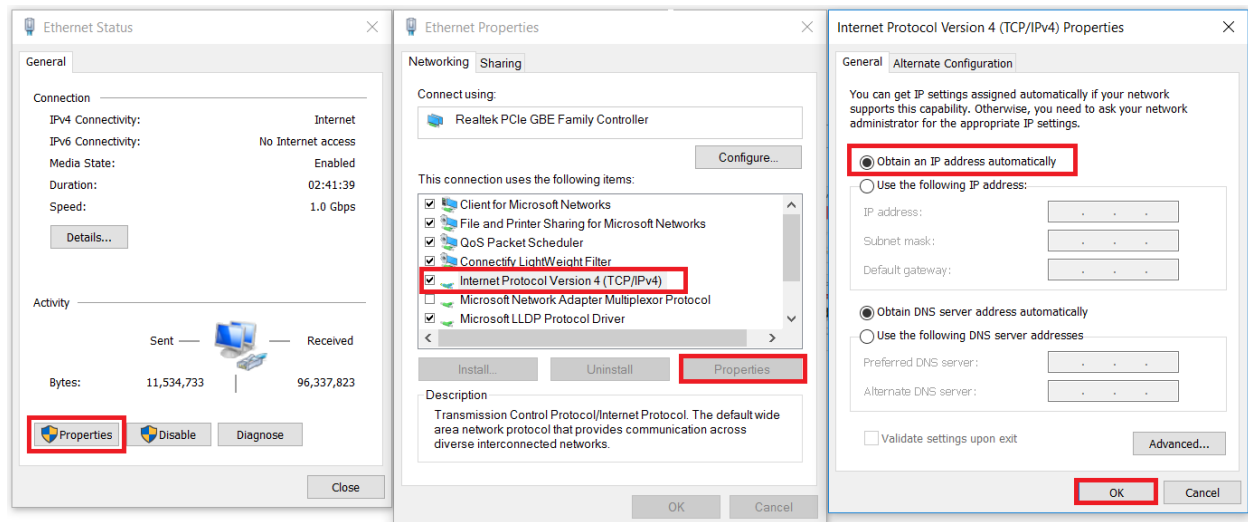 Ethernet Status
General
Connection
IPv4 Connectivity: Internet
IPv6 Connectivity: No Internet access
Media State: Enabled
Duration: 02:41:39
Speed: 1.0 Gbps
Details...
Activity
Sent Received
Bytes: 11,534,733 96,337,823
Properties Disable Diagnose
Close
Ethernet Properties
Networking Sharing
Connect using:
Realtek PCIe GBE Family Controller
Configure...
This connection uses the following items:
Client for Microsoft Networks
File and Printer Sharing for Microsoft Networks
QoS Packet Scheduler
Connectify LightWeight Filter
Internet Protocol Version 4 (TCP/IPv4)
Microsoft Network Adapter Multiplexor Protocol
Microsoft LLDP Protocol Driver
Install... Uninstall Properties
Description
Transmission Control Protocol/Internet Protocol. The default wide
area network protocol that provides communication across
diverse interconnected networks.
OK Cancel
Internet Protocol Version 4 (TCP/IPv4) Properties
General Alternate Configuration
You can get IP settings assigned automatically if your network
supports this capability. Otherwise, you need to ask your network
administrator for the appropriate IP settings.
Obtain an IP address automatically
Use the following IP address:
IP address: . . .
Subnet mask: . . .
Default gateway: . . .
Obtain DNS server address automatically
Use the following DNS server addresses
Preferred DNS server: . . .
Alternate DNS server: . . .
Validate settings upon exit
Advanced...
OK Cancel